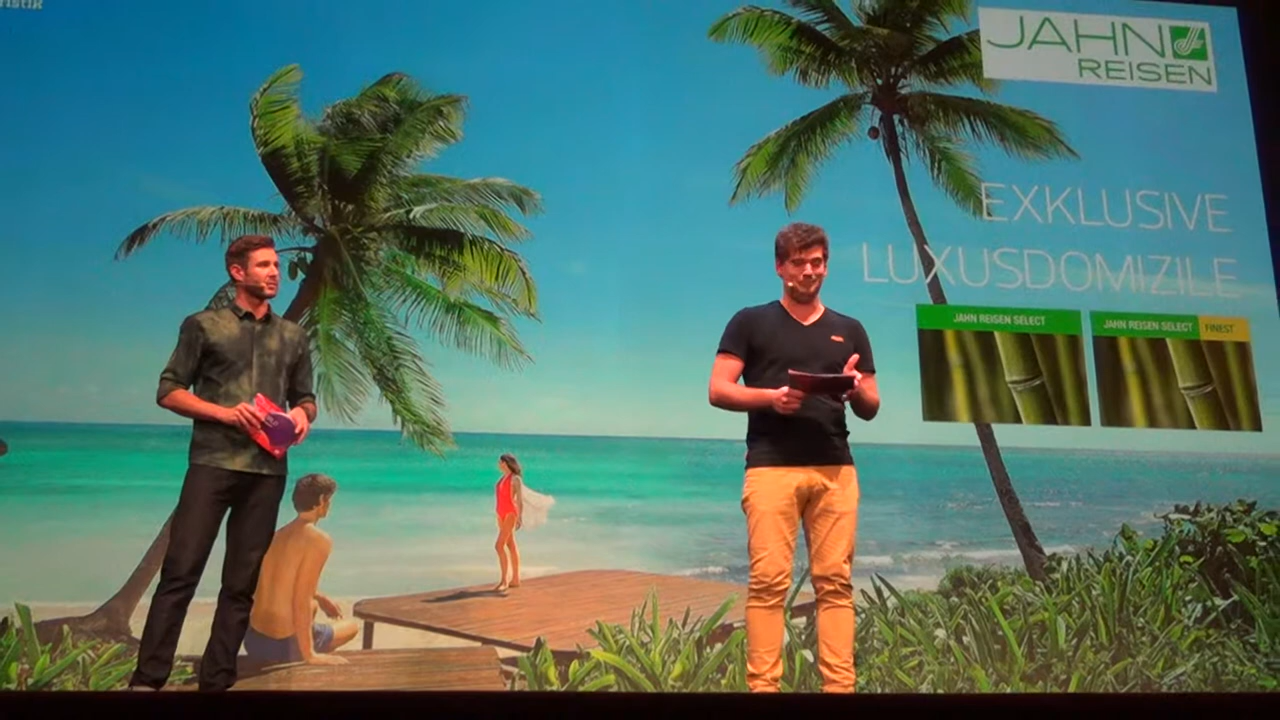 JAHN
REISEN
EXKLUSIVE
LUXUSDOMIZILE
JAHN REISEN SELECT
JAHN REISEN SELECT FINEST